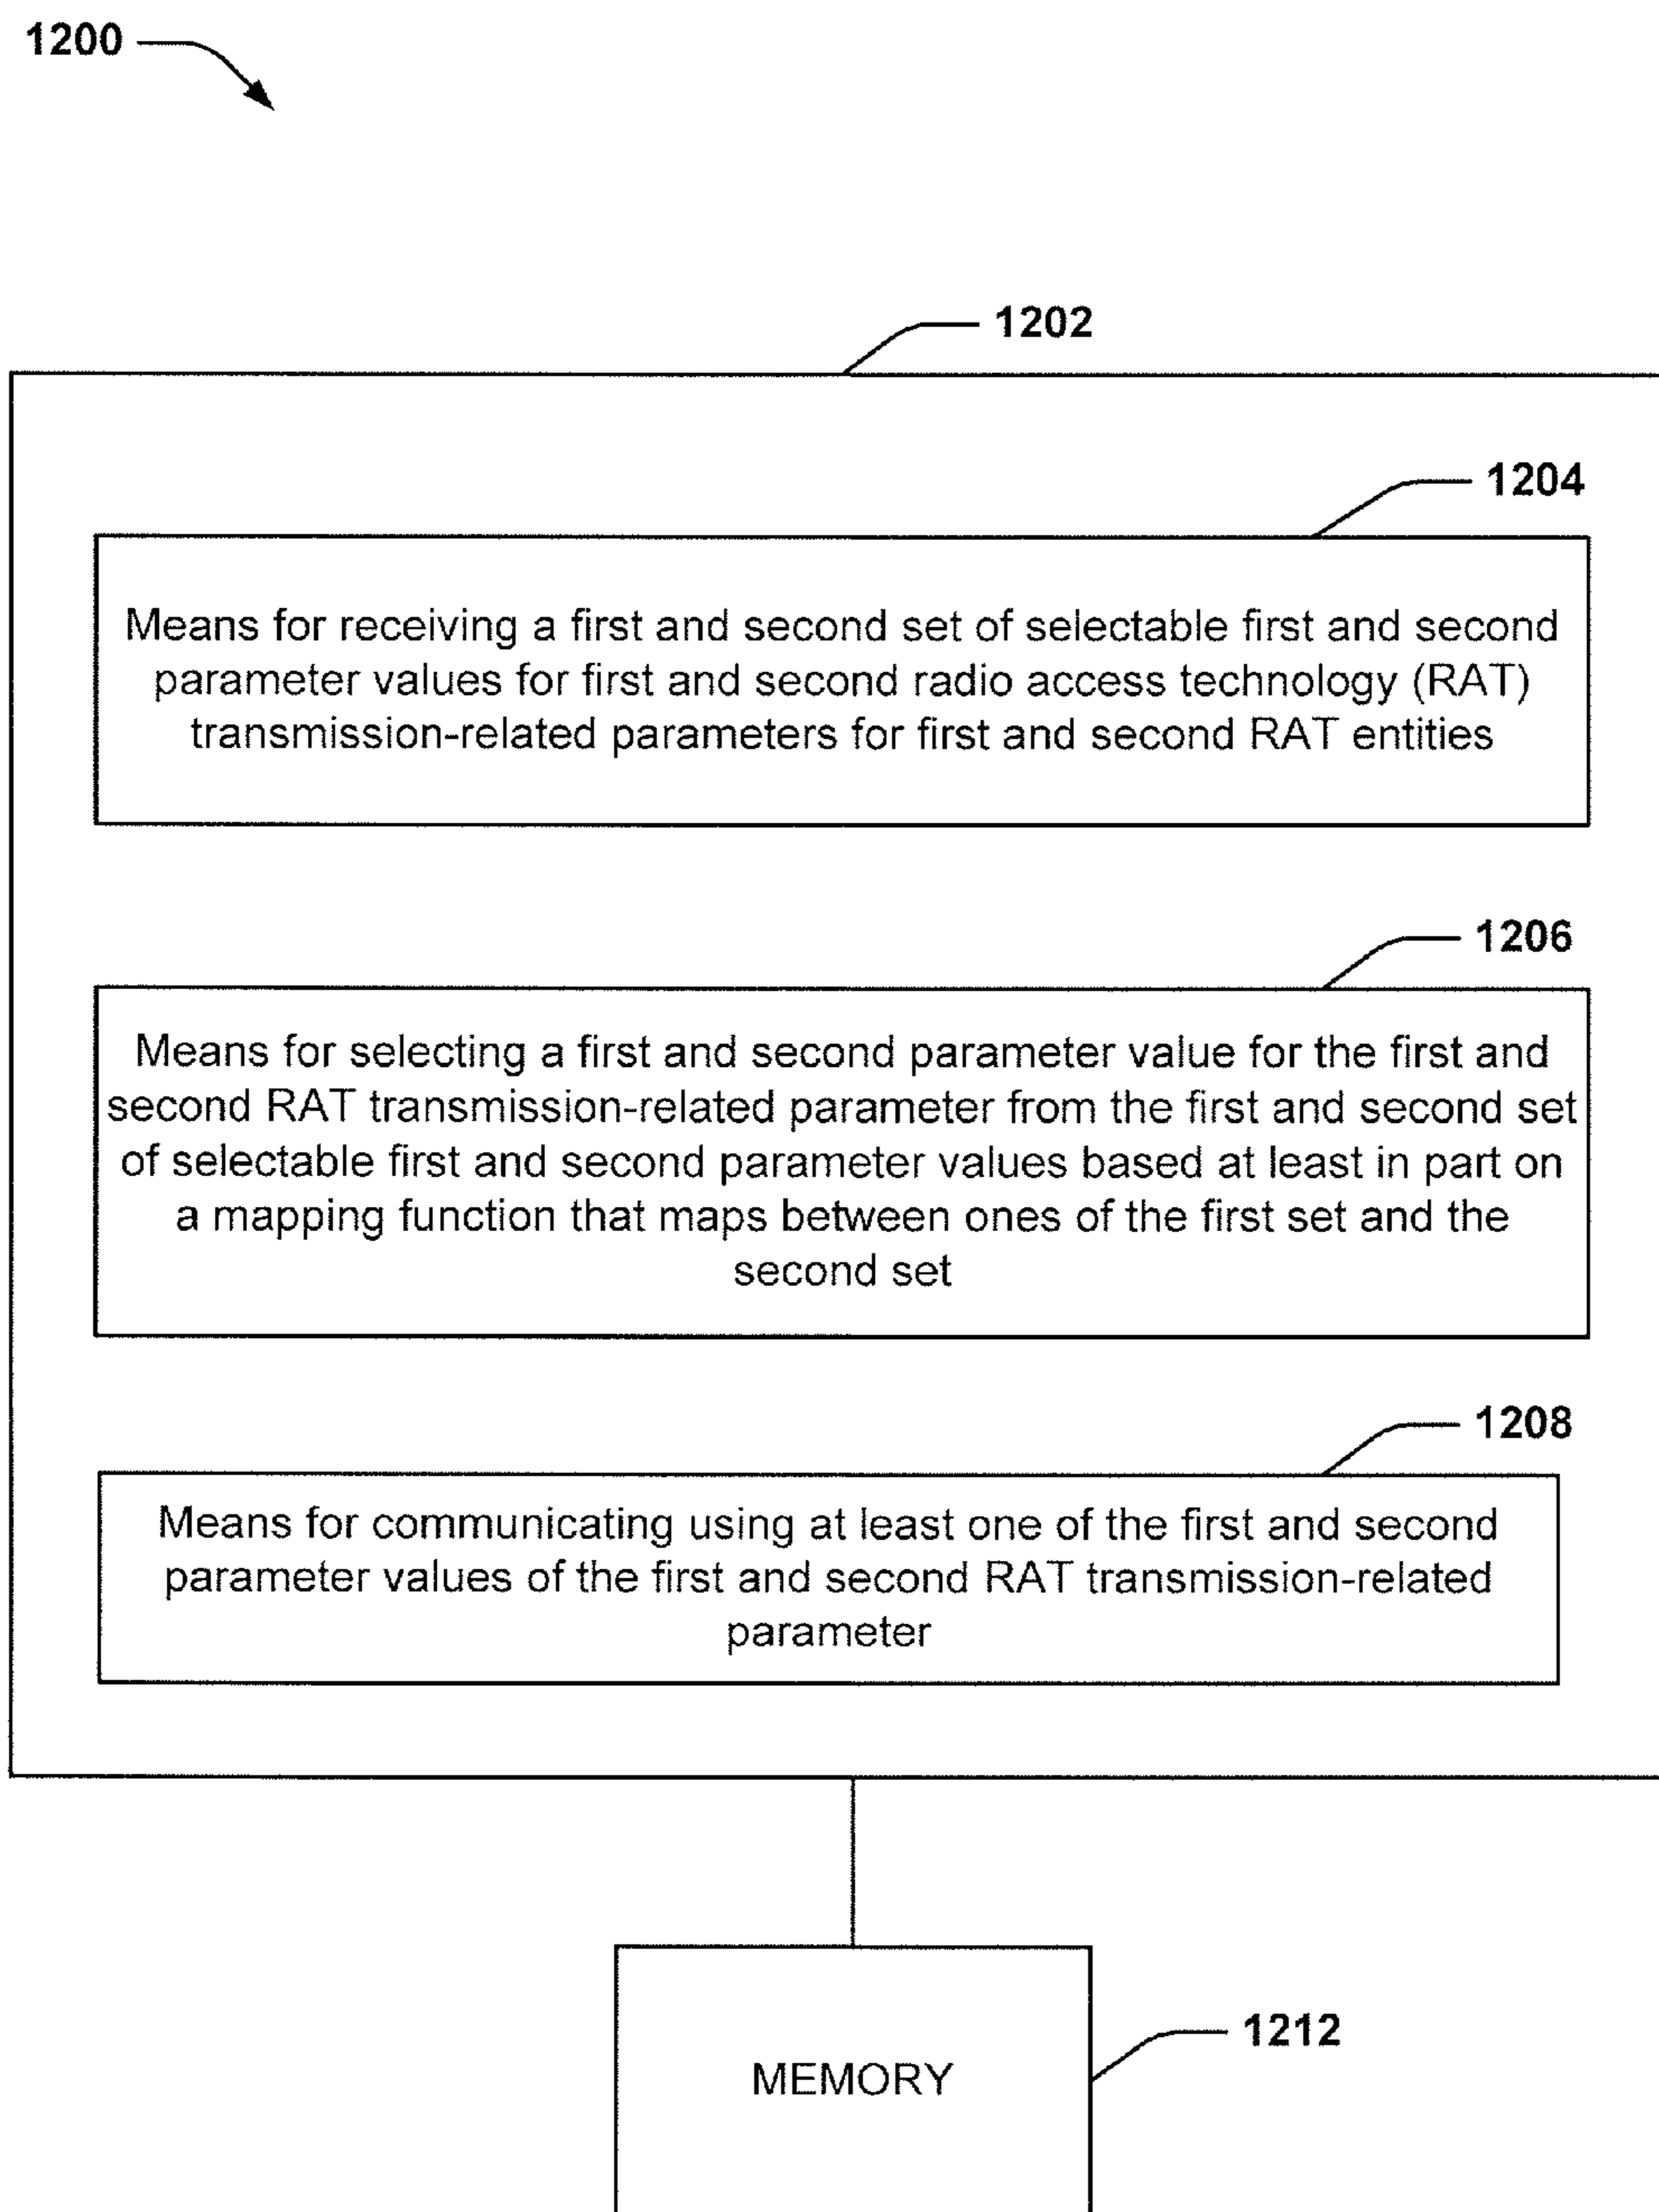 1200
1202
1204
Means for receiving a first and second set of selectable first and second
parameter values for first and second radio access technology (RAT)
transmission-related parameters for first and second RAT entities
1206
Means for selecting a first and second parameter value for the first and
second RAT transmission-related parameter from the first and second set
of selectable first and second parameter values based at least in part on
a mapping function that maps between ones of the first set and the
second set
1208
Means for communicating using at least one of the first and second
parameter values of the first and second RAT transmission-related
parameter
1212
MEMORY